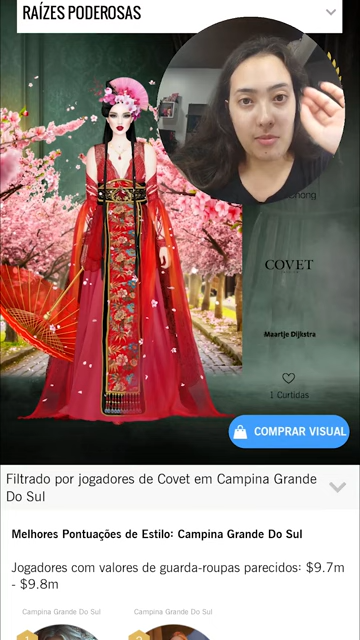 RAÍZES PODEROSAS
COVET
Maartje Dijkstra
1 Curtidas
COMPRAR VISUAL
Filtrado por jogadores de Covet em Campina Grande
Do Sul
Melhores Pontuações de Estilo: Campina Grande Do Sul
Jogadores com valores de guarda-roupas parecidos: $9.7m
- $9.8m
Campina Grande Do Sul
Campina Grande Do Sul